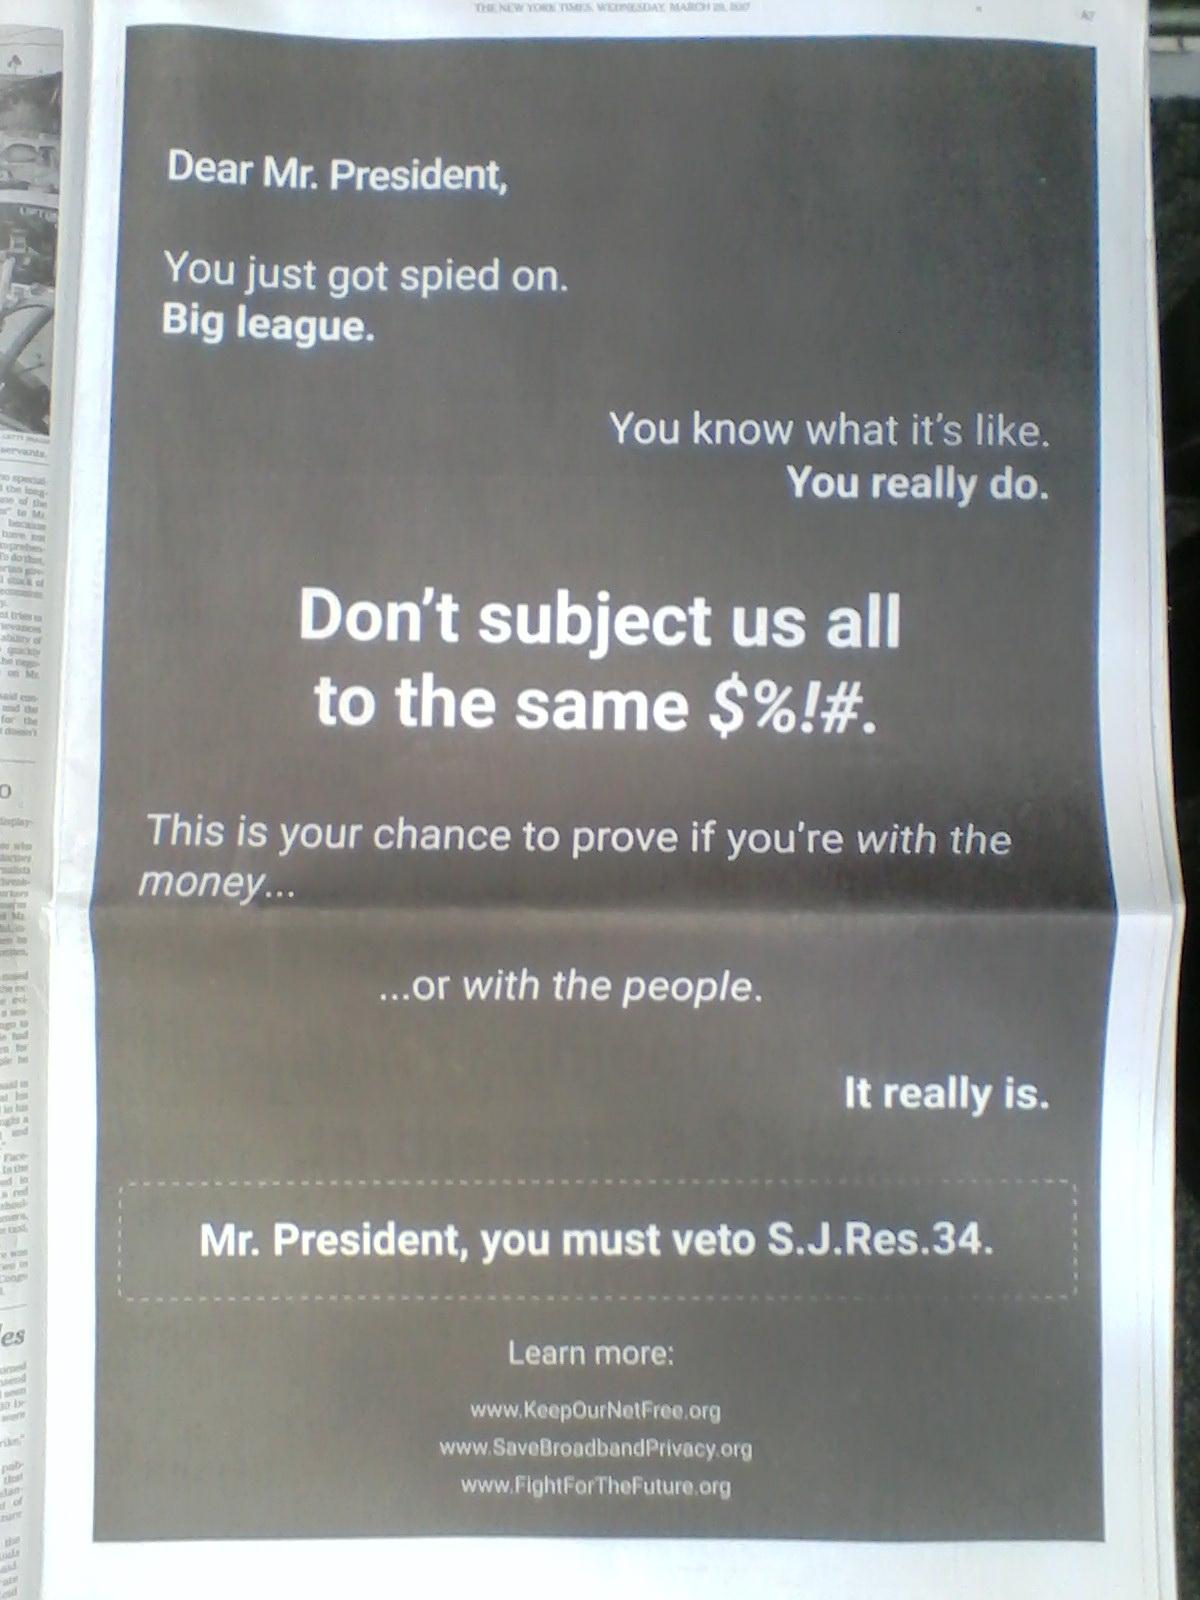 THE NEW YORK TIMES, WEDNESDAY, MARCH 29, 2017
A7
Dear Mr. President,
You just got spied on.
Big league.
You know what it's like.
You really do.
Don't subject us all
to the same $%!#.
This is your chance to prove if you're with the
money...
...or with the people.
It really is.
Mr. President, you must veto S.J.Res.34.
Learn more:
www.KeepOurNetFree.org
www.SaveBroadbandPrivacy.org
www.FightForTheFuture.org